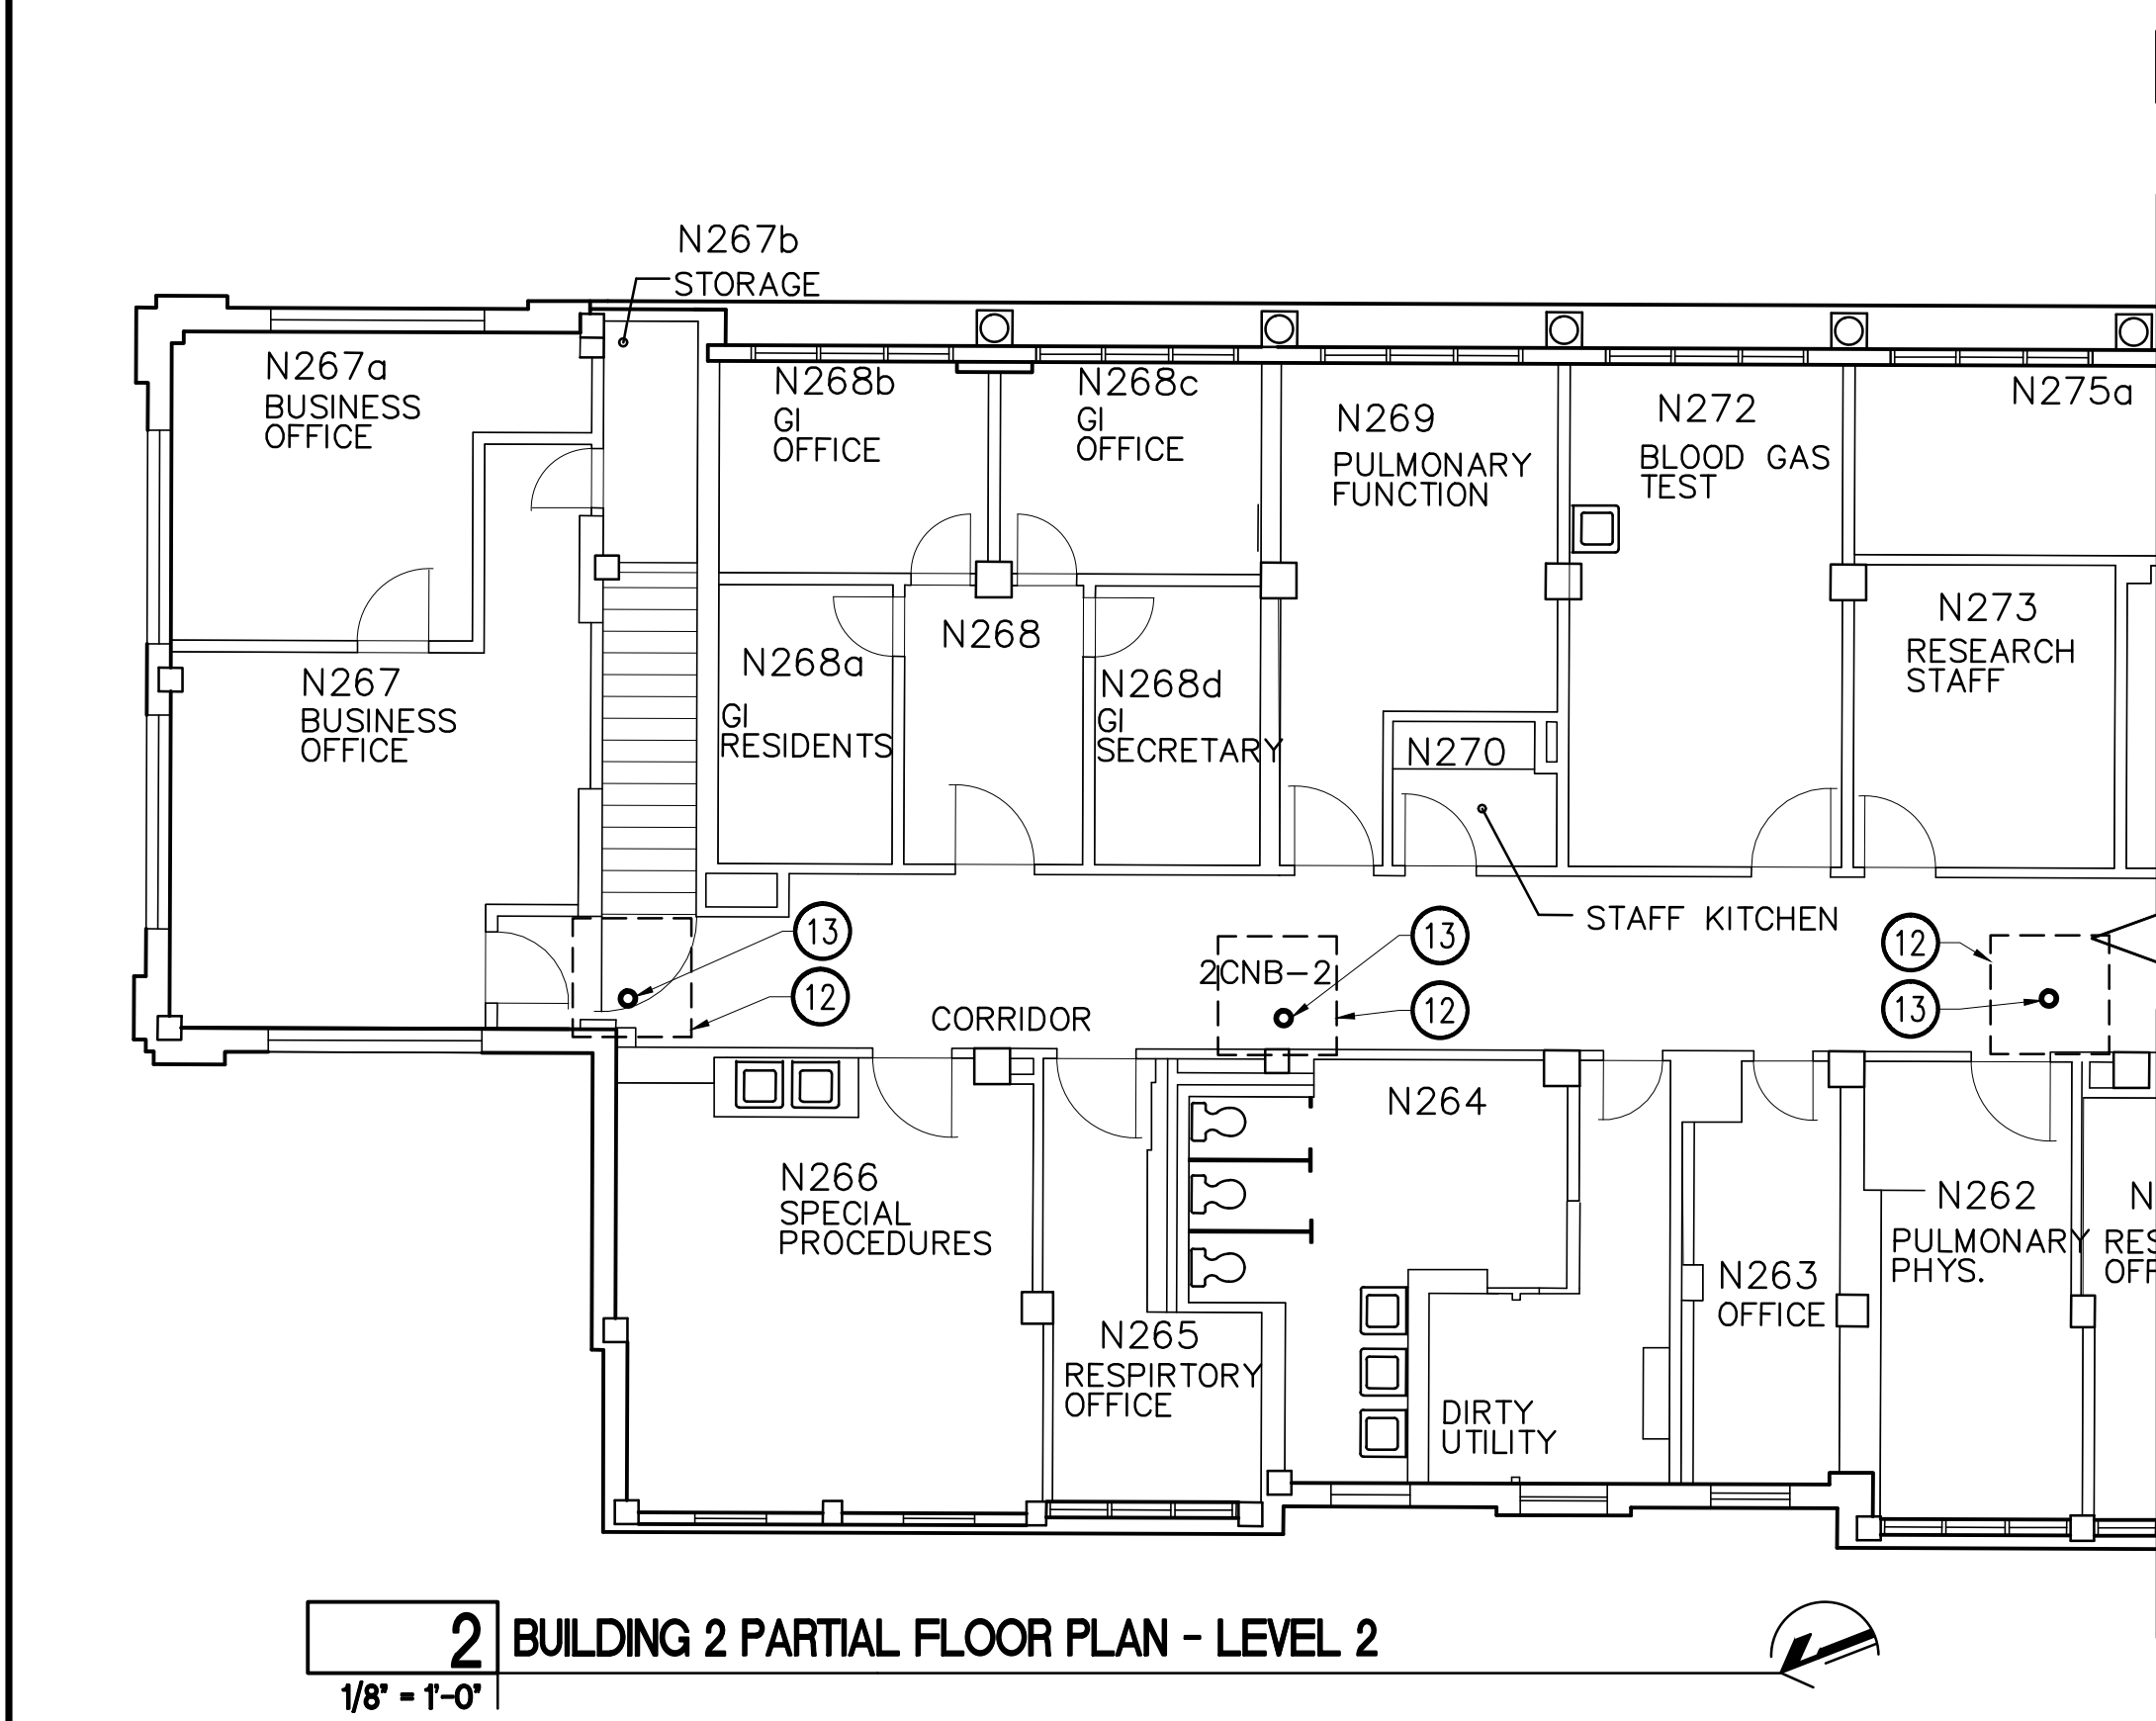 N267b
STORAGE
N267a
BUSINESS
OFFICE
N268b
GI
OFFICE
N268c
GI
OFFICE
N269
PULMONARY
FUNCTION
N272
BLOOD GAS
TEST
N275a
N273
RESEARCH
STAFF
N267
BUSINESS
OFFICE
N268a
GI
RESIDENTS
N268
N268d
GI
SECRETARY
N270
STAFF KITCHEN
13
12
CORRIDOR
2CNB-2
13
12
12
13
N264
N266
SPECIAL
PROCEDURES
N265
RESPIRTORY
OFFICE
DIRTY
UTILITY
N263
OFFICE
N262
PULMONARY
PHYS.
N
RES
2
BUILDING 2 PARTIAL FLOOR PLAN - LEVEL 2
1/8" = 1'-0"